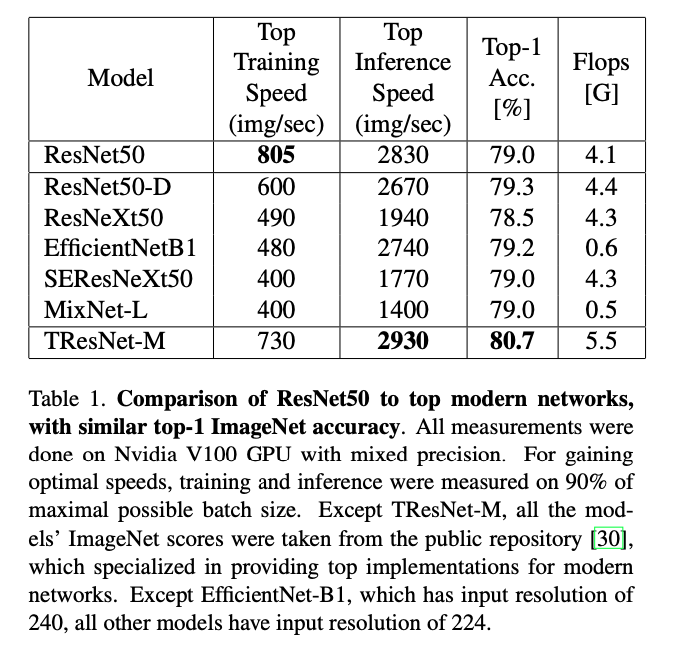 Model Top Training Speed (img/sec) Top Inference Speed (img/sec) Top-1 Acc. [%] Flops [G]
ResNet50 805 2830 79.0 4.1
ResNet50-D 600 2670 79.3 4.4
ResNeXt50 490 1940 78.5 4.3
EfficientNetB1 480 2740 79.2 0.6
SEResNeXt50 400 1770 79.0 4.3
MixNet-L 400 1400 79.0 0.5
TResNet-M 730 2930 80.7 5.5
Table 1. Comparison of ResNet50 to top modern networks,
with similar top-1 ImageNet accuracy. All measurements were
done on Nvidia V100 GPU with mixed precision. For gaining
optimal speeds, training and inference were measured on 90% of
maximal possible batch size. Except TResNet-M, all the mod-
els' ImageNet scores were taken from the public repository [30],
which specialized in providing top implementations for modern
networks. Except EfficientNet-B1, which has input resolution of
240, all other models have input resolution of 224.